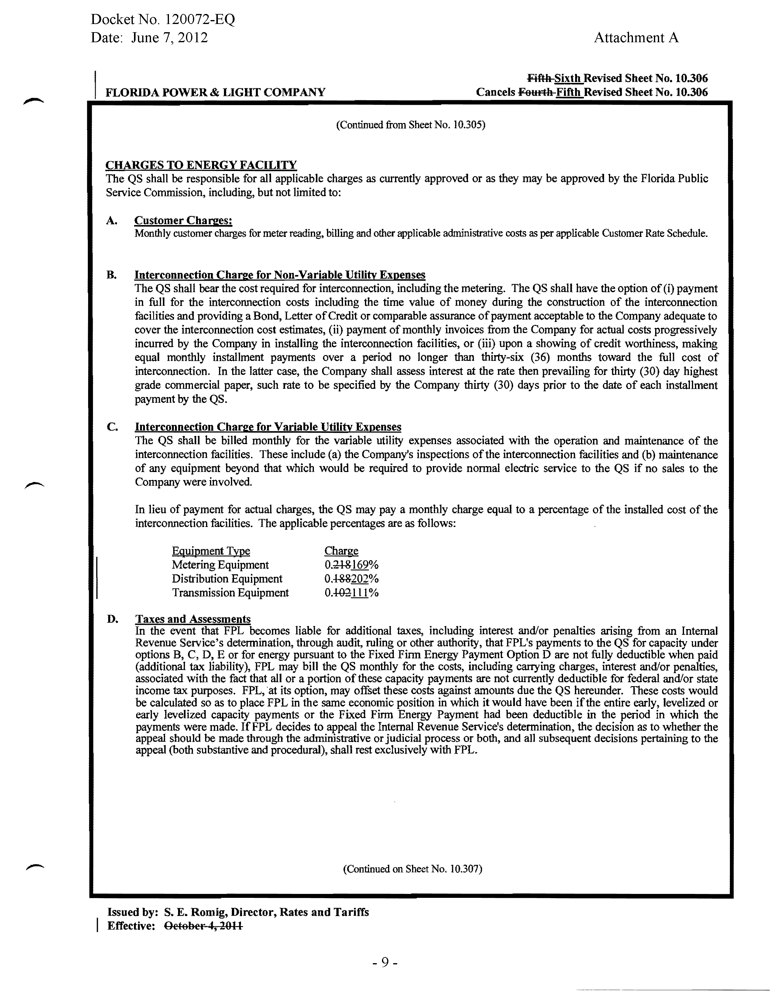 Docket No. 120072-EQ
Date: June 7, 2012
Attachment A
Fifth Sixth Revised Sheet No. 10.306
FLORIDA POWER & LIGHT COMPANY
Cancels Fourth Fifth Revised Sheet No. 10.306
(Continued from Sheet No. 10.305)
CHARGES TO ENERGY FACILITY
The QS shall be responsible for all applicable charges as currently approved or as they may be approved by the Florida Public
Service Commission, including, but not limited to:
A. Customer Charges:
Monthly customer charges for meter reading, billing and other applicable administrative costs as per applicable Customer Rate Schedule.
B. Interconnection Charge for Non-Variable Utility Expenses
The QS shall bear the cost required for interconnection, including the metering. The QS shall have the option of (i) payment
in full for the interconnection costs including the time value of money during the construction of the interconnection
facilities and providing a Bond, Letter of Credit or comparable assurance of payment acceptable to the Company adequate to
cover the interconnection cost estimates, (ii) payment of monthly invoices from the Company for actual costs progressively
incurred by the Company in installing the interconnection facilities, or (iii) upon a showing of credit worthiness, making
equal monthly installment payments over a period no longer than thirty-six (36) months toward the full cost of
interconnection. In the latter case, the Company shall assess interest at the rate then prevailing for thirty (30) day highest
grade commercial paper, such rate to be specified by the Company thirty (30) days prior to the date of each installment
payment by the QS.
C. Interconnection Charge for Variable Utility Expenses
The QS shall be billed monthly for the variable utility expenses associated with the operation and maintenance of the
interconnection facilities. These include (a) the Company's inspections of the interconnection facilities and (b) maintenance
of any equipment beyond that which would be required to provide normal electric service to the QS if no sales to the
Company were involved.
In lieu of payment for actual charges, the QS may pay a monthly charge equal to a percentage of the installed cost of the
interconnection facilities. The applicable percentages are as follows:
Equipment Type Charge
Metering Equipment 0.218169%
Distribution Equipment 0.188202%
Transmission Equipment 0.102111%
D. Taxes and Assessments
In the event that FPL becomes liable for additional taxes, including interest and/or penalties arising from an Internal
Revenue Service's determination, through audit, ruling or other authority, that FPL's payments to the QS for capacity under
options B, C, D, E or for energy pursuant to the Fixed Firm Energy Payment Option D are not fully deductible when paid
(additional tax liability), FPL may bill the QS monthly for the costs, including carrying charges, interest and/or penalties,
associated with the fact that all or a portion of these capacity payments are not currently deductible for federal and/or state
income tax purposes. FPL, at its option, may offset these costs against amounts due the QS hereunder. These costs would
be calculated so as to place FPL in the same economic position in which it would have been if the entire early, levelized or
early levelized capacity payments or the Fixed Firm Energy Payment had been deductible in the period in which the
payments were made. If FPL decides to appeal the Internal Revenue Service's determination, the decision as to whether the
appeal should be made through the administrative or judicial process or both, and all subsequent decisions pertaining to the
appeal (both substantive and procedural), shall rest exclusively with FPL.
(Continued on Sheet No. 10.307)
Issued by: S. E. Romig, Director, Rates and Tariffs
Effective: October 4, 2011
- 9 -